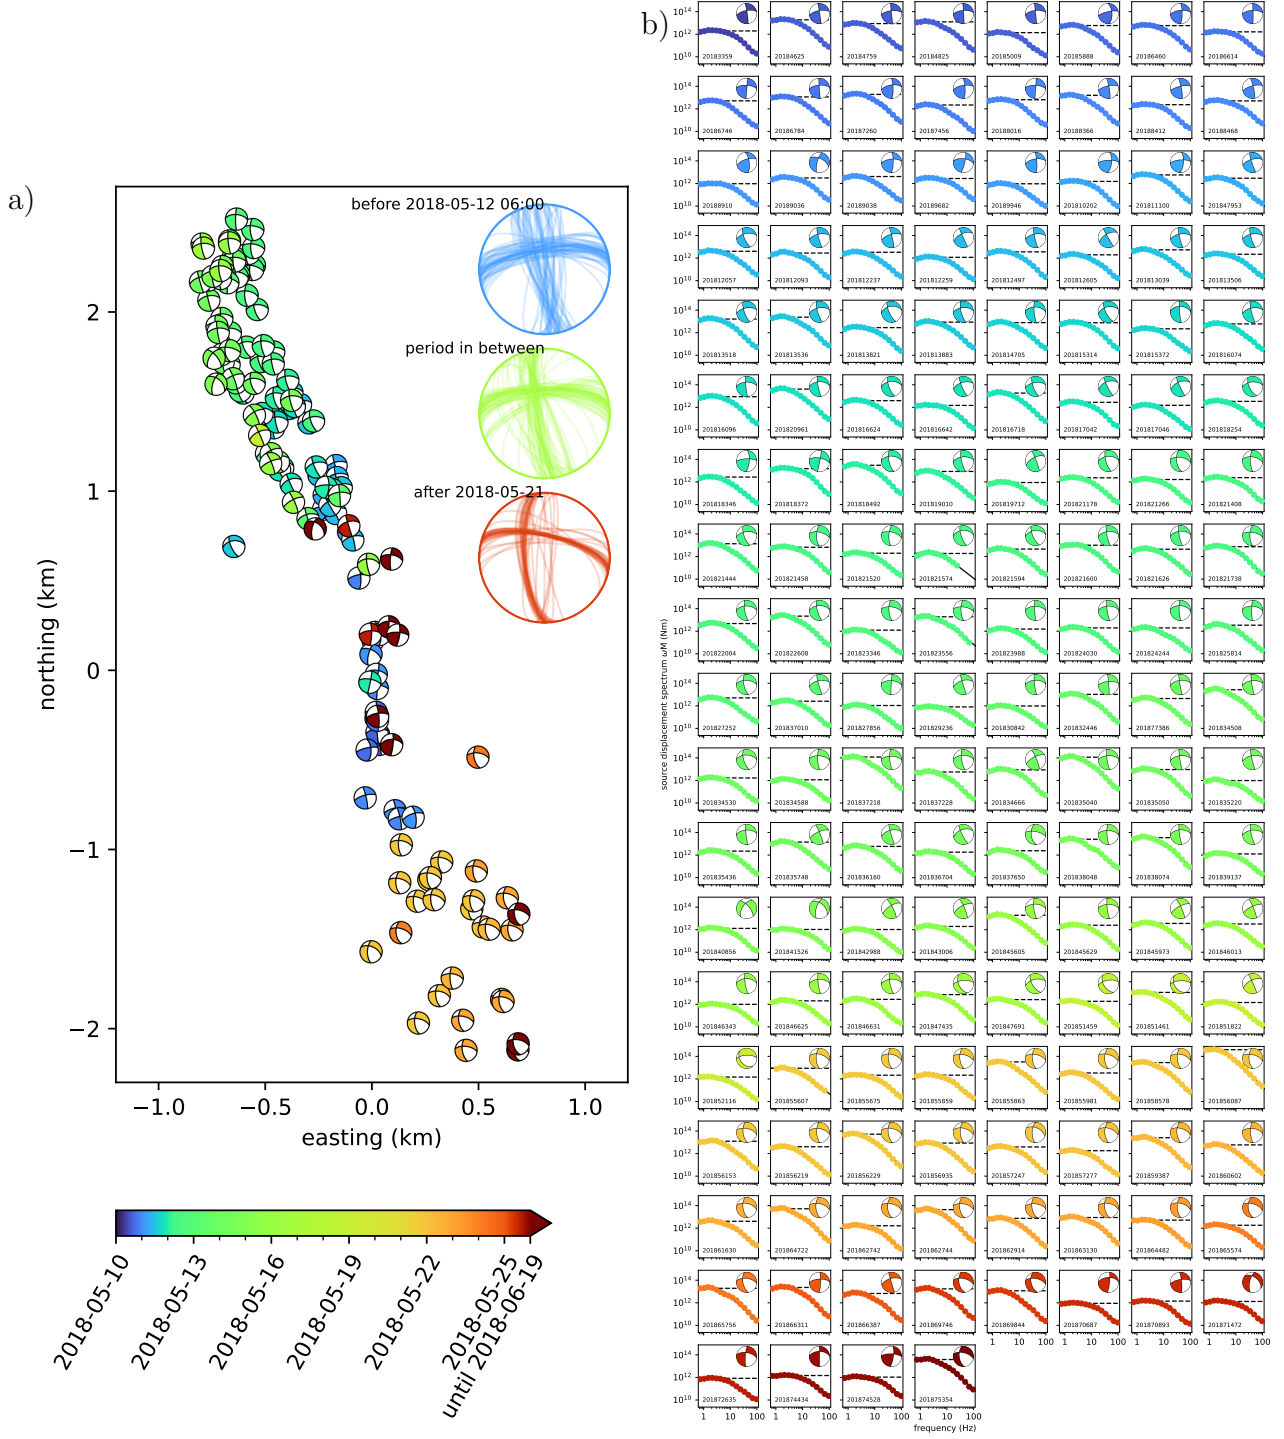 a)
before 2018-05-12 06:00
period in between
after 2018-05-21
northing (km)
2
1
0
−1
−2
−1.0 −0.5 0.0 0.5 1.0
easting (km)
2018-05-10
2018-05-13
2018-05-16
2018-05-19
2018-05-22
2018-05-25
until 2018-06-19
b)
source displacement spectrum ωM (Nm)
10^14
10^12
10^10
20183359 20184625 20184759 20184825 20185009 20185888 20186460 20186614
20186746 20186784 20187260 20187456 20188016 20188366 20188412 20188468
20188910 20189036 20189038 20189682 20189946 201810202 201811100 201847953
201812057 201812093 201812237 201812259 201812497 201812605 201813039 201813506
201813518 201813536 201813821 201813883 201814705 201815314 201815372 201816074
201816096 201820961 201816624 201816642 201816718 201817042 201817046 201818254
201818346 201818372 201818492 201819010 201819712 201821178 201821266 201821408
201821444 201821458 201821520 201821574 201821594 201821600 201821626 201821738
201822004 201822608 201823346 201823556 201823988 201824030 201824244 201825814
201827252 201837010 201827856 201829236 201830842 201832446 201877386 201834508
201834530 201834588 201837218 201837228 201834666 201835040 201835050 201835220
201835436 201835748 201836160 201836704 201837650 201838048 201838074 201839137
201840856 201841526 201842988 201843006 201845605 201845629 201845973 201846013
201846343 201846625 201846631 201847435 201847691 201851459 201851461 201851822
201852116 201855607 201855675 201855859 201855863 201855981 201858578 201856087
201856153 201856219 201856229 201856935 201857247 201857277 201859387 201860602
201861630 201864722 201862742 201862744 201862914 201863130 201864482 201865574
201865756 201866311 201866387 201869746 201869844 201870687 201870893 201871472
201872635 201874434 201874528 201875354
1 10 100
frequency (Hz)